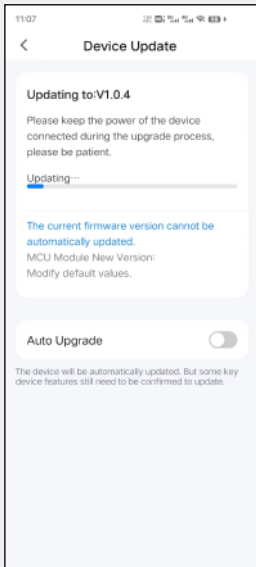 11:07
Device Update
Updating to:V1.0.4
Please keep the power of the device
connected during the upgrade process,
please be patient.
Updating···
The current firmware version cannot be
automatically updated.
MCU Module New Version:
Modify default values.
Auto Upgrade
The device will be automatically updated. But some key
device features still need to be confirmed to update.